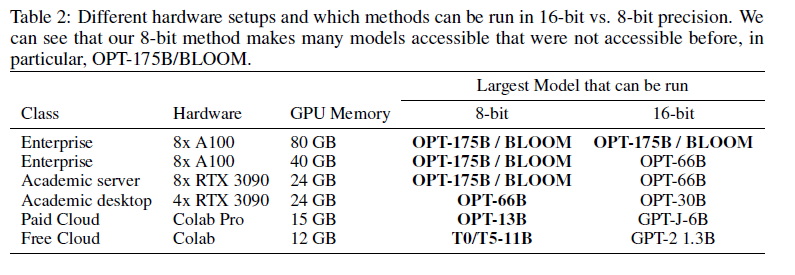 Table 2: Different hardware setups and which methods can be run in 16-bit vs. 8-bit precision. We
can see that our 8-bit method makes many models accessible that were not accessible before, in
particular, OPT-175B/BLOOM.
Largest Model that can be run
Class Hardware GPU Memory 8-bit 16-bit
Enterprise 8x A100 80 GB OPT-175B / BLOOM OPT-175B / BLOOM
Enterprise 8x A100 40 GB OPT-175B / BLOOM OPT-66B
Academic server 8x RTX 3090 24 GB OPT-175B / BLOOM OPT-66B
Academic desktop 4x RTX 3090 24 GB OPT-66B OPT-30B
Paid Cloud Colab Pro 15 GB OPT-13B GPT-J-6B
Free Cloud Colab 12 GB T0/T5-11B GPT-2 1.3B